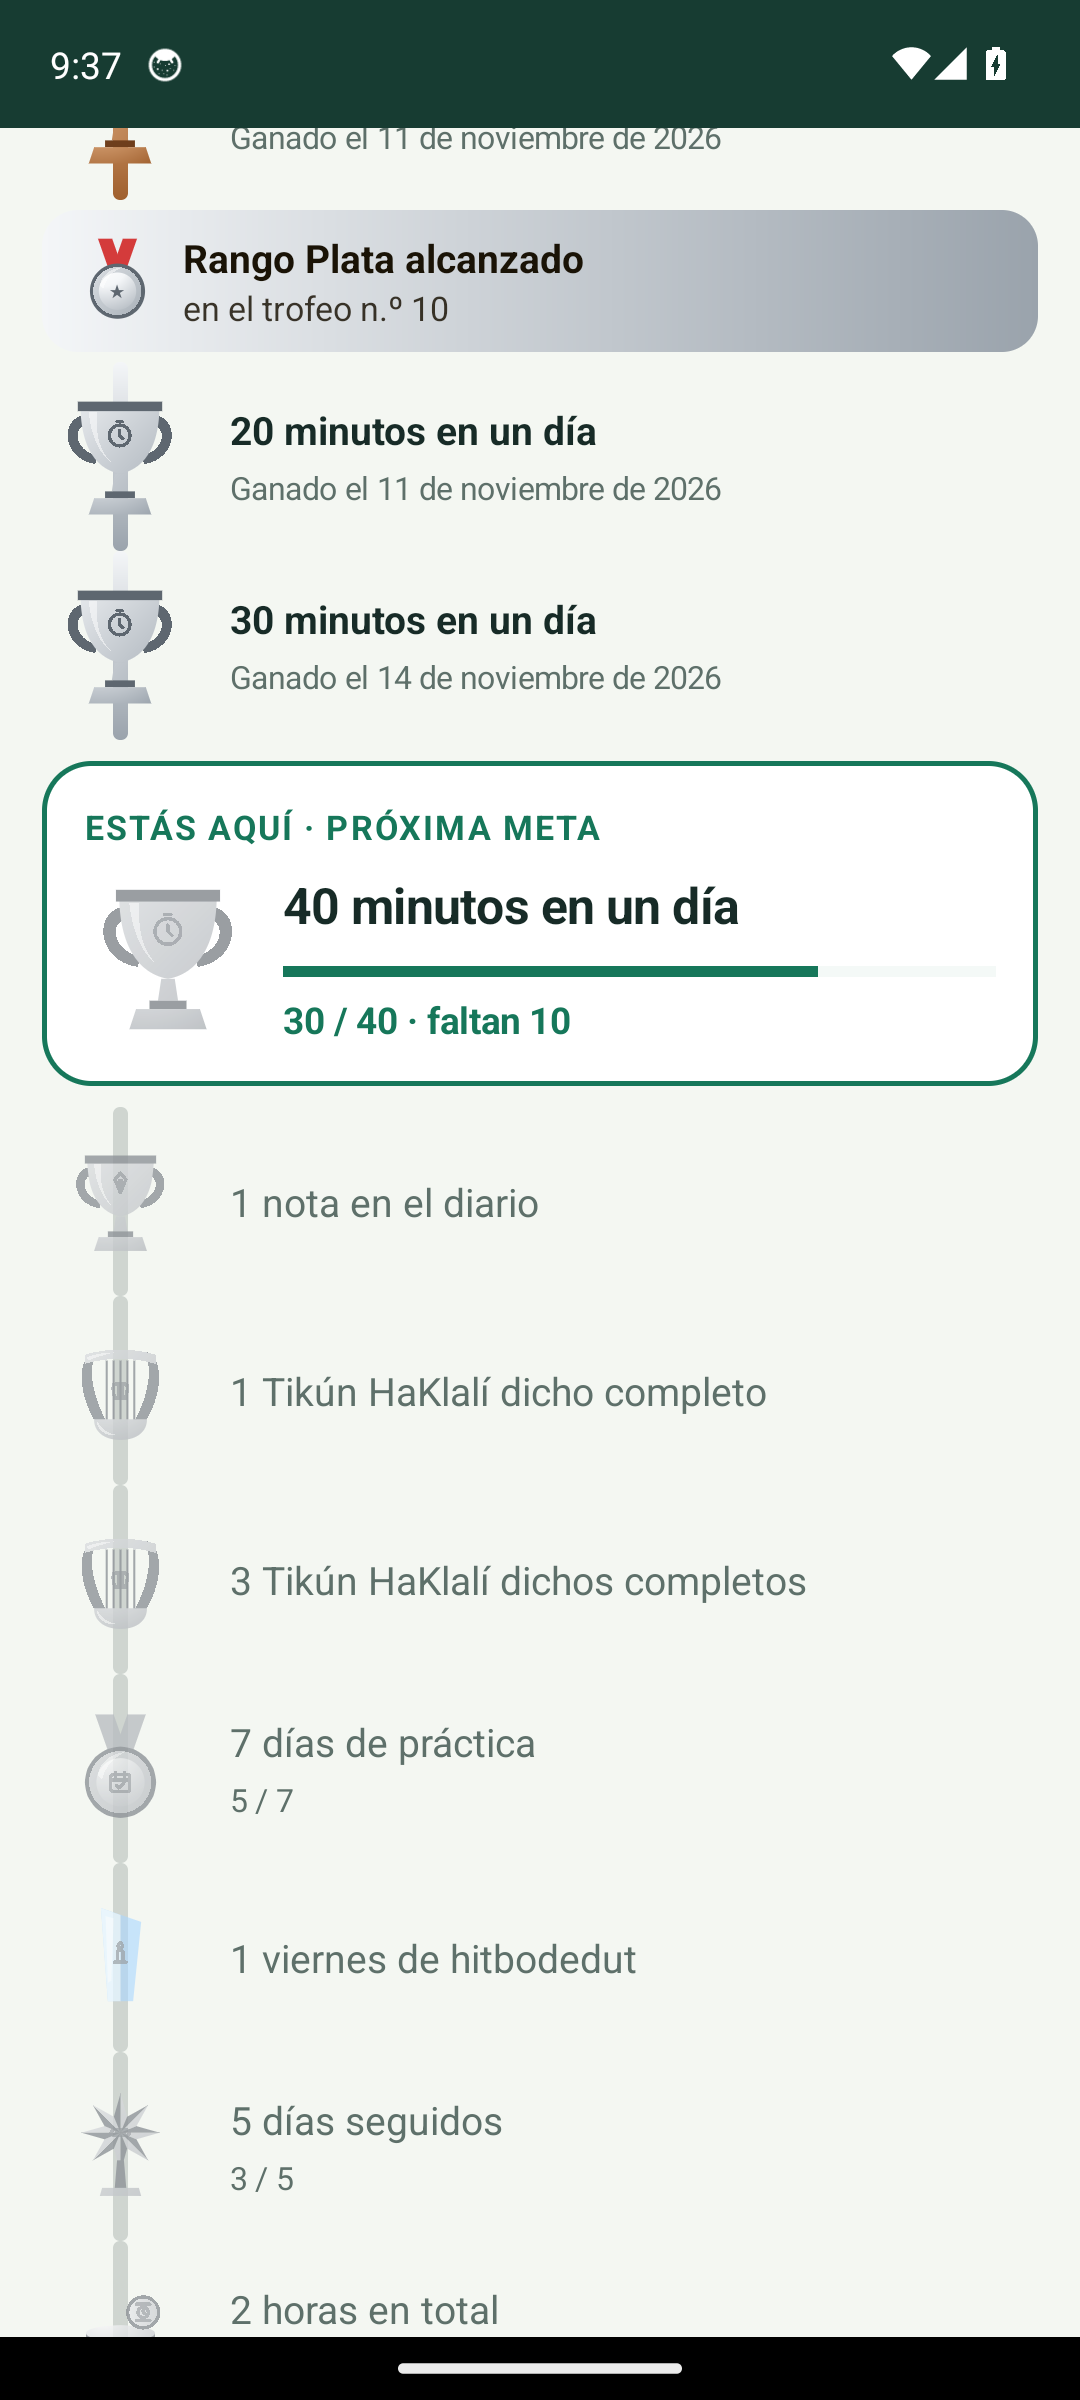 9:37
Ganado el 11 de noviembre de 2026
Rango Plata alcanzado
en el trofeo n.º 10
20 minutos en un día
Ganado el 11 de noviembre de 2026
30 minutos en un día
Ganado el 14 de noviembre de 2026
ESTÁS AQUÍ · PRÓXIMA META
40 minutos en un día
30 / 40 · faltan 10
1 nota en el diario
1 Tikún HaKlalí dicho completo
3 Tikún HaKlalí dichos completos
7 días de práctica
5 / 7
1 viernes de hitbodedut
5 días seguidos
3 / 5
2 horas en total